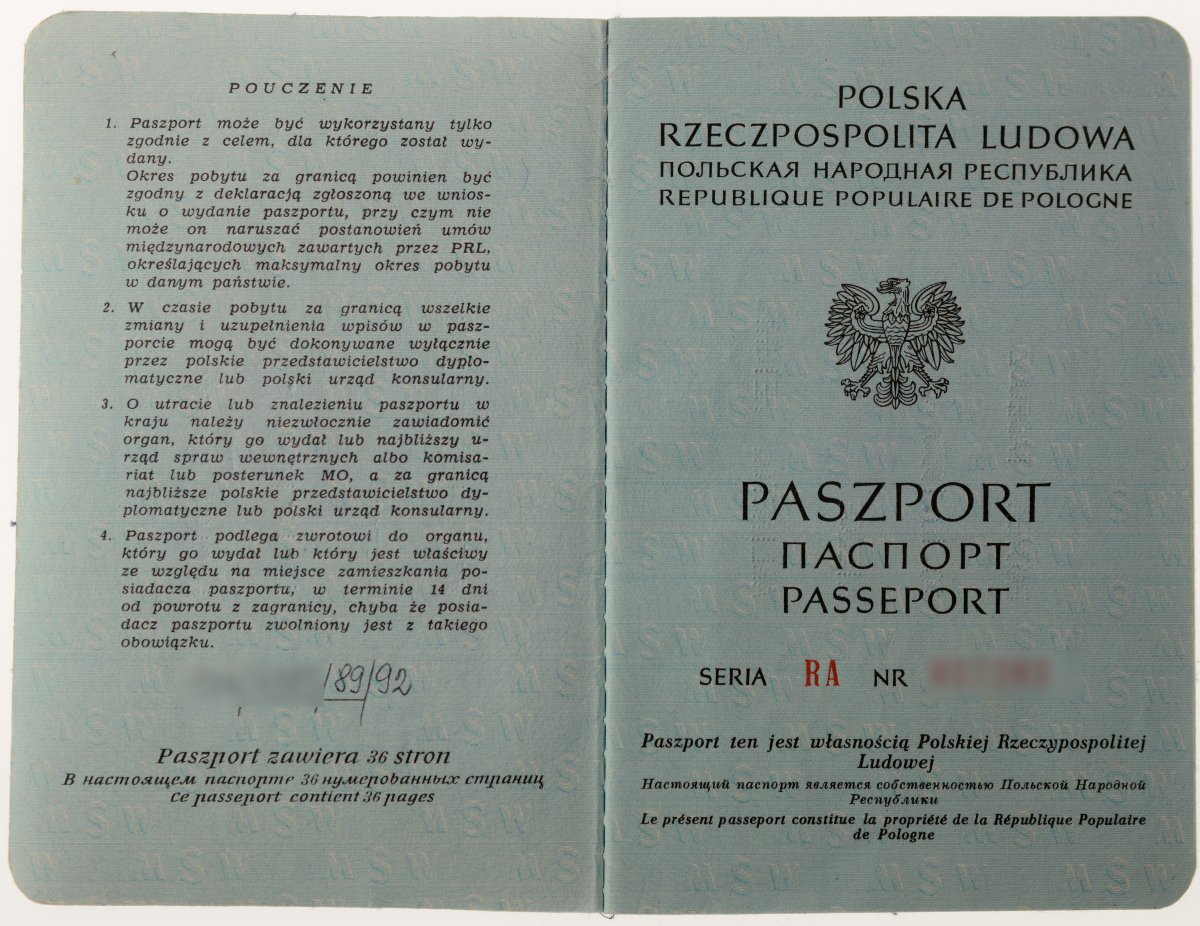 POUCZENIE
1. Paszport może być wykorzystany tylko
zgodnie z celem, dla którego został wy-
dany.
Okres pobytu za granicą powinien być
zgodny z deklaracją zgłoszoną we wnios-
ku o wydanie paszportu, przy czym nie
może on naruszać postanowień umów
międzynarodowych zawartych przez PRL,
określających maksymalny okres pobytu
w danym państwie.
2. W czasie pobytu za granicą wszelkie
zmiany i uzupełnienia wpisów w pasz-
porcie mogą być dokonywane wyłącznie
przez polskie przedstawicielstwo dyplo-
matyczne lub polski urząd konsularny.
3. O utracie lub znalezieniu paszportu w
kraju należy niezwłocznie zawiadomić
organ, który go wydał lub najbliższy u-
rząd spraw wewnętrznych albo komisa-
riat lub posterunek MO, a za granicą
najbliższe polskie przedstawicielstwo dy-
plomatyczne lub polski urząd konsularny.
4. Paszport podlega zwrotowi do organu,
który go wydał lub który jest właściwy
ze względu na miejsce zamieszkania po-
siadacza paszportu, w terminie 14 dni
od powrotu z zagranicy, chyba że posia-
dacz paszportu zwolniony jest z takiego
obowiązku.
/89/92
Paszport zawiera 36 stron
В настоящем паспорте 36 нумерованных страниц
Ce passeport contient 36 pages
POLSKA
RZECZPOSPOLITA LUDOWA
ПОЛЬСКАЯ НАРОДНАЯ РЕСПУБЛИКА
REPUBLIQUE POPULAIRE DE POLOGNE
PASZPORT
ПАСПОРТ
PASSEPORT
SERIA RA NR
Paszport ten jest własnością Polskiej Rzeczypospolitej
Ludowej
Настоящий паспорт является собственностью Польской Народной
Республики
Le présent passeport constitue la propriété de la République Populaire
de Pologne